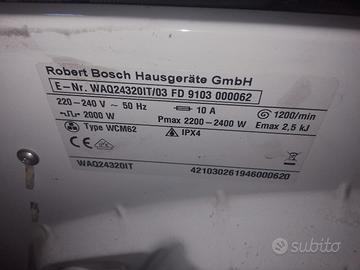 Robert Bosch Hausgeräte GmbH
E-Nr. WAQ24320IT/03 FD 9103 000062
220-240 V ~ 50 Hz 10 A 1200/min
2000 W Pmax 2200-2400 W Emax 2,5 kJ
Type WCM62 IPX4
CE
WAQ24320IT 421030261946000620
subito